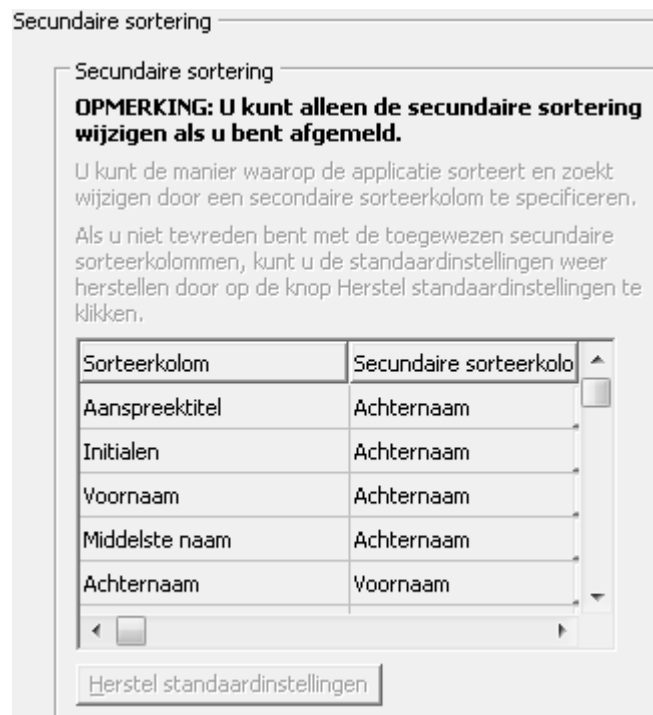 Secundaire sortering
Secundaire sortering
OPMERKING: U kunt alleen de secundaire sortering
wijzigen als u bent afgemeld.
U kunt de manier waarop de applicatie sorteert en zoekt
wijzigen door een secondaire sorteerkolom te specificeren.
Als u niet tevreden bent met de toegewezen secundaire
sorteerkolommen, kunt u de standaardinstellingen weer
herstellen door op de knop Herstel standaardinstellingen te
klikken.
Sorteerkolom Secundaire sorteerkolo
Aanspreektitel Achternaam
Initialen Achternaam
Voornaam Achternaam
Middelste naam Achternaam
Achternaam Voornaam
Herstel standaardinstellingen